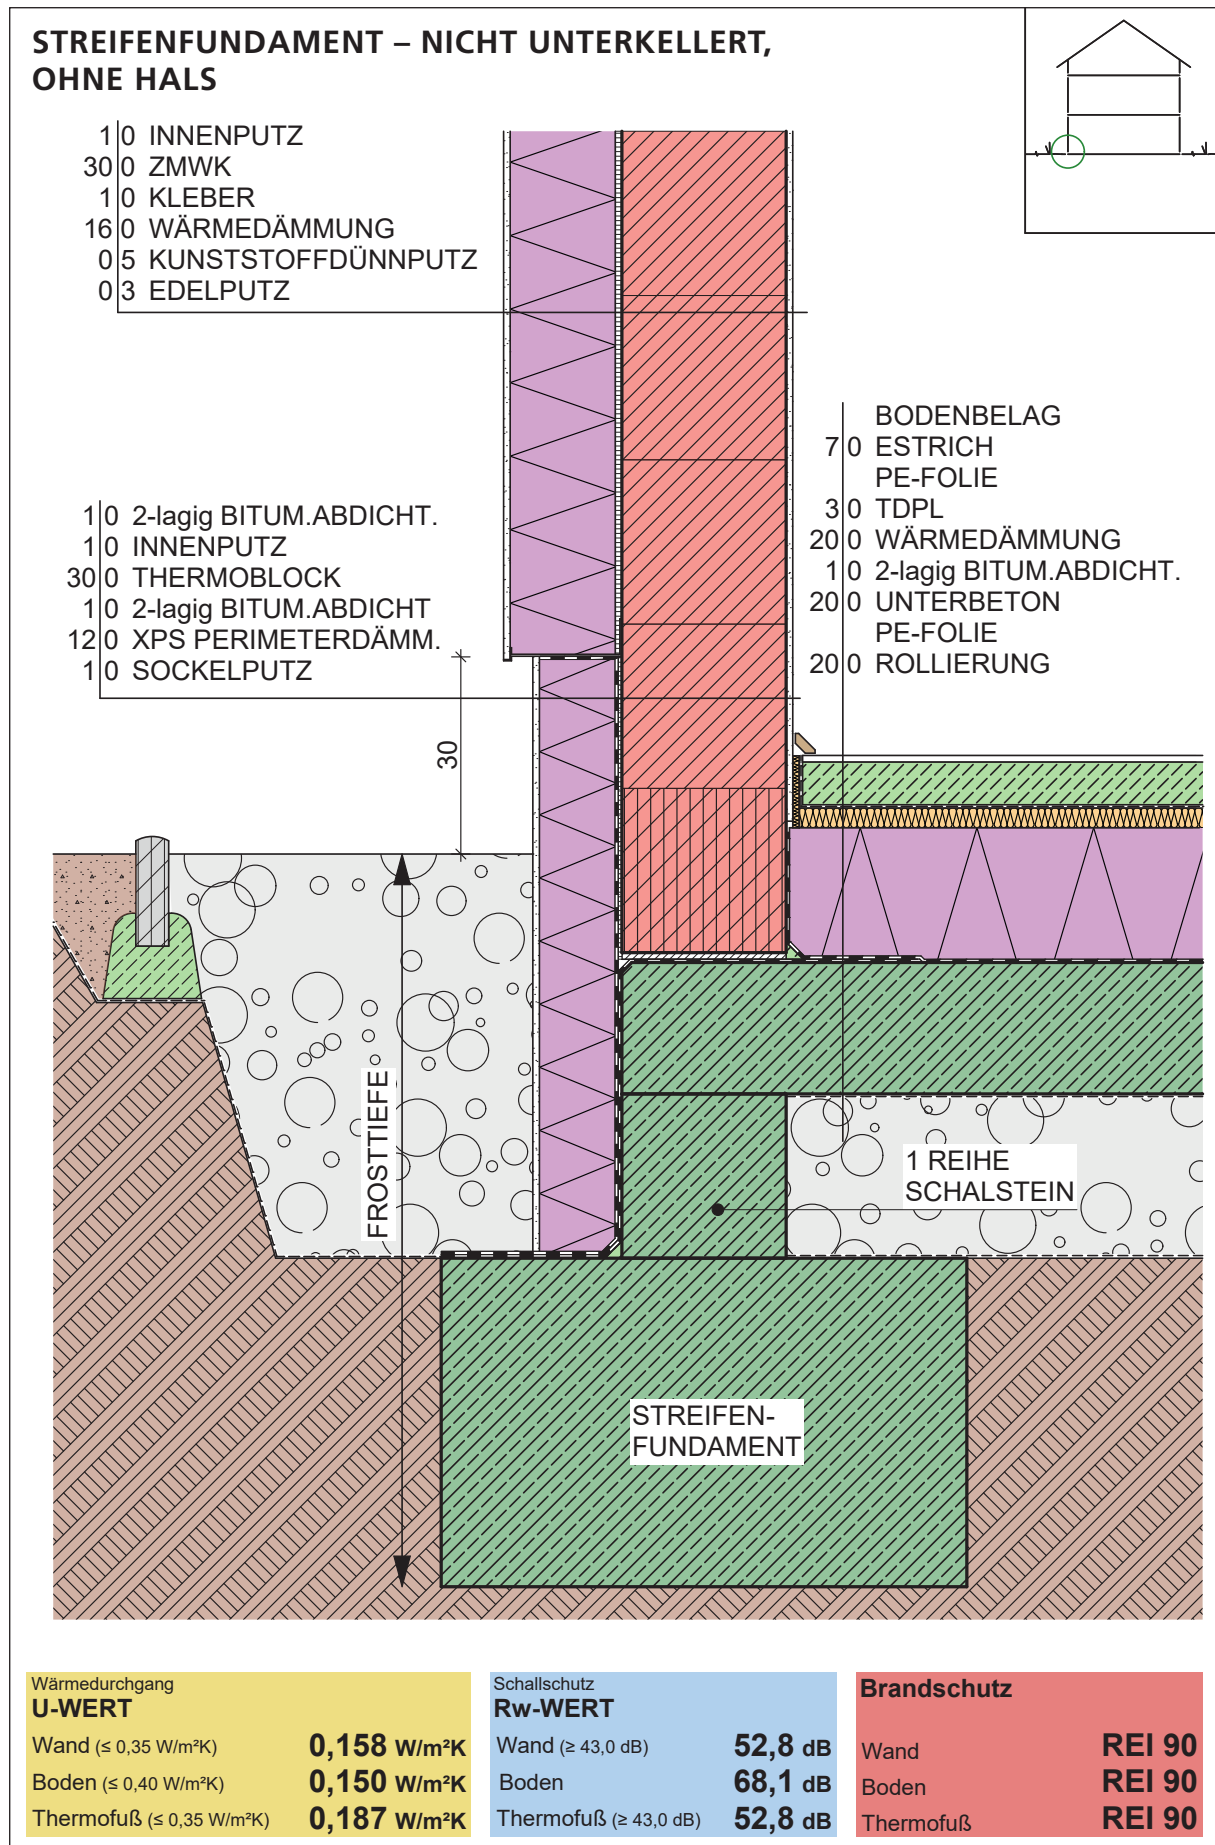 STREIFENFUNDAMENT – NICHT UNTERKELLERT,
OHNE HALS
1|0 INNENPUTZ
30|0 ZMWK
1|0 KLEBER
16|0 WÄRMEDÄMMUNG
0|5 KUNSTSTOFFDÜNNPUTZ
0|3 EDELPUTZ
BODENBELAG
7|0 ESTRICH
PE-FOLIE
3|0 TDPL
20|0 WÄRMEDÄMMUNG
1|0 2-lagig BITUM.ABDICHT.
20|0 UNTERBETON
PE-FOLIE
20|0 ROLLIERUNG
1|0 2-lagig BITUM.ABDICHT.
1|0 INNENPUTZ
30|0 THERMOBLOCK
1|0 2-lagig BITUM.ABDICHT
12|0 XPS PERIMETERDÄMM.
1|0 SOCKELPUTZ
30
FROSTTIEFE
1 REIHE
SCHALSTEIN
STREIFEN-
FUNDAMENT
Wärmedurchgang
U-WERT
Wand (≤ 0,35 W/m²K) 0,158 W/m²K
Boden (≤ 0,40 W/m²K) 0,150 W/m²K
Thermofuß (≤ 0,35 W/m²K) 0,187 W/m²K
Schallschutz
Rw-WERT
Wand (≥ 43,0 dB) 52,8 dB
Boden 68,1 dB
Thermofuß (≥ 43,0 dB) 52,8 dB
Brandschutz
Wand REI 90
Boden REI 90
Thermofuß REI 90